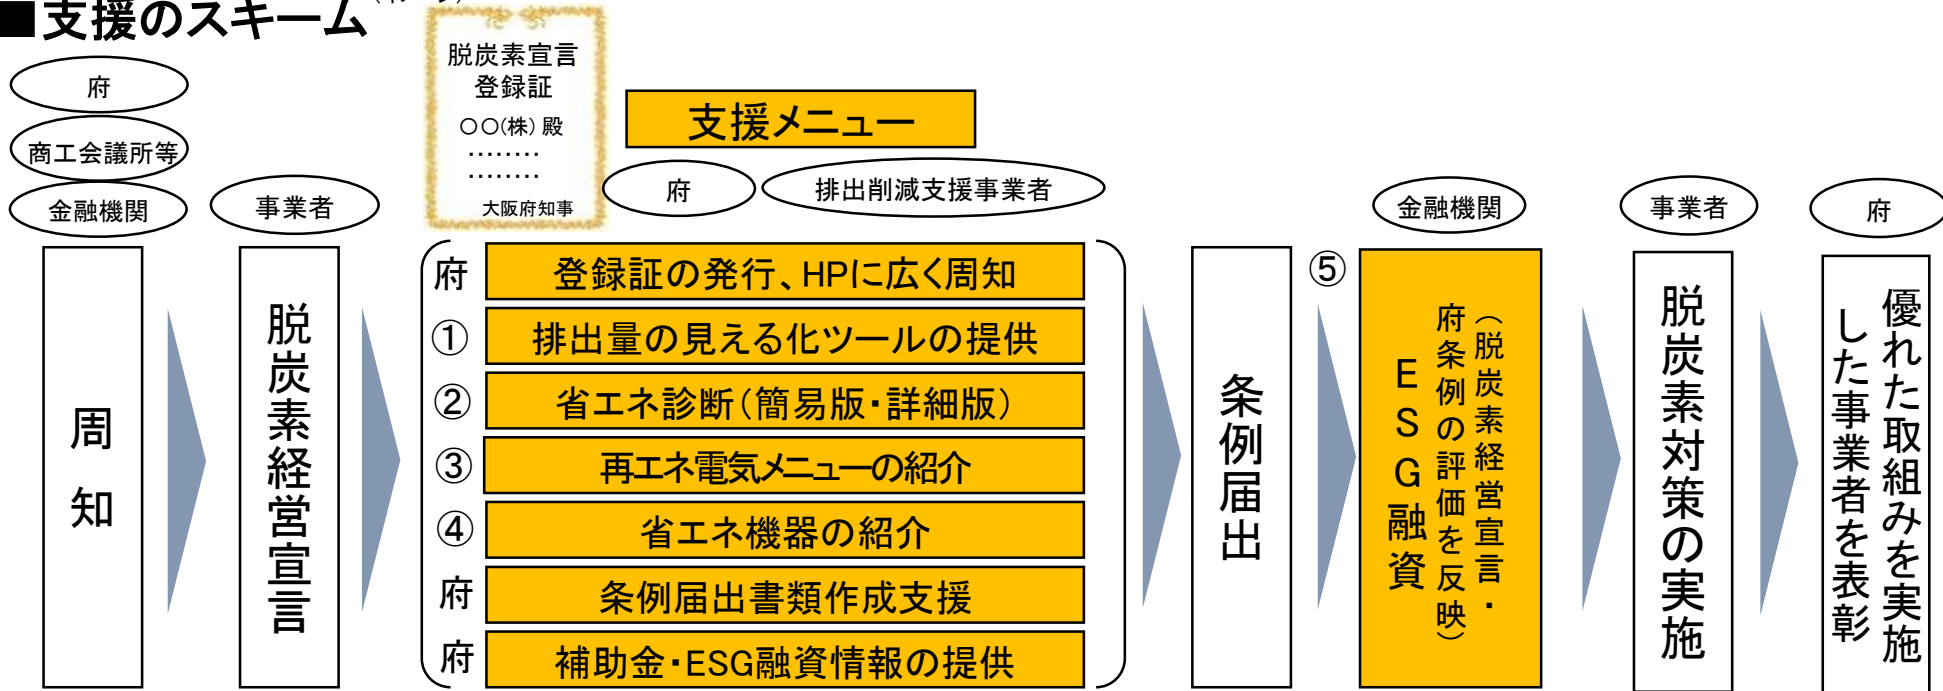 ■支援のスキーム
府
商工会議所等
金融機関
周知
事業者
脱炭素経営宣言
脱炭素宣言
登録証
〇〇(株) 殿
‥‥‥‥
‥‥‥‥
大阪府知事
支援メニュー
府
排出削減支援事業者
府 登録証の発行、HPに広く周知
① 排出量の見える化ツールの提供
② 省エネ診断(簡易版・詳細版)
③ 再エネ電気メニューの紹介
④ 省エネ機器の紹介
府 条例届出書類作成支援
府 補助金・ESG融資情報の提供
条例届出
⑤
金融機関
(脱炭素経営宣言・
府条例の評価を反映)
ESG融資
事業者
脱炭素対策の実施
府
優れた取組みを実施
した事業者を表彰